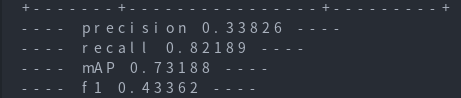 +-------+----------------+---------+
---- precision 0.33826 ----
---- recall 0.82189 ----
---- mAP 0.73188 ----
---- f1 0.43362 ----